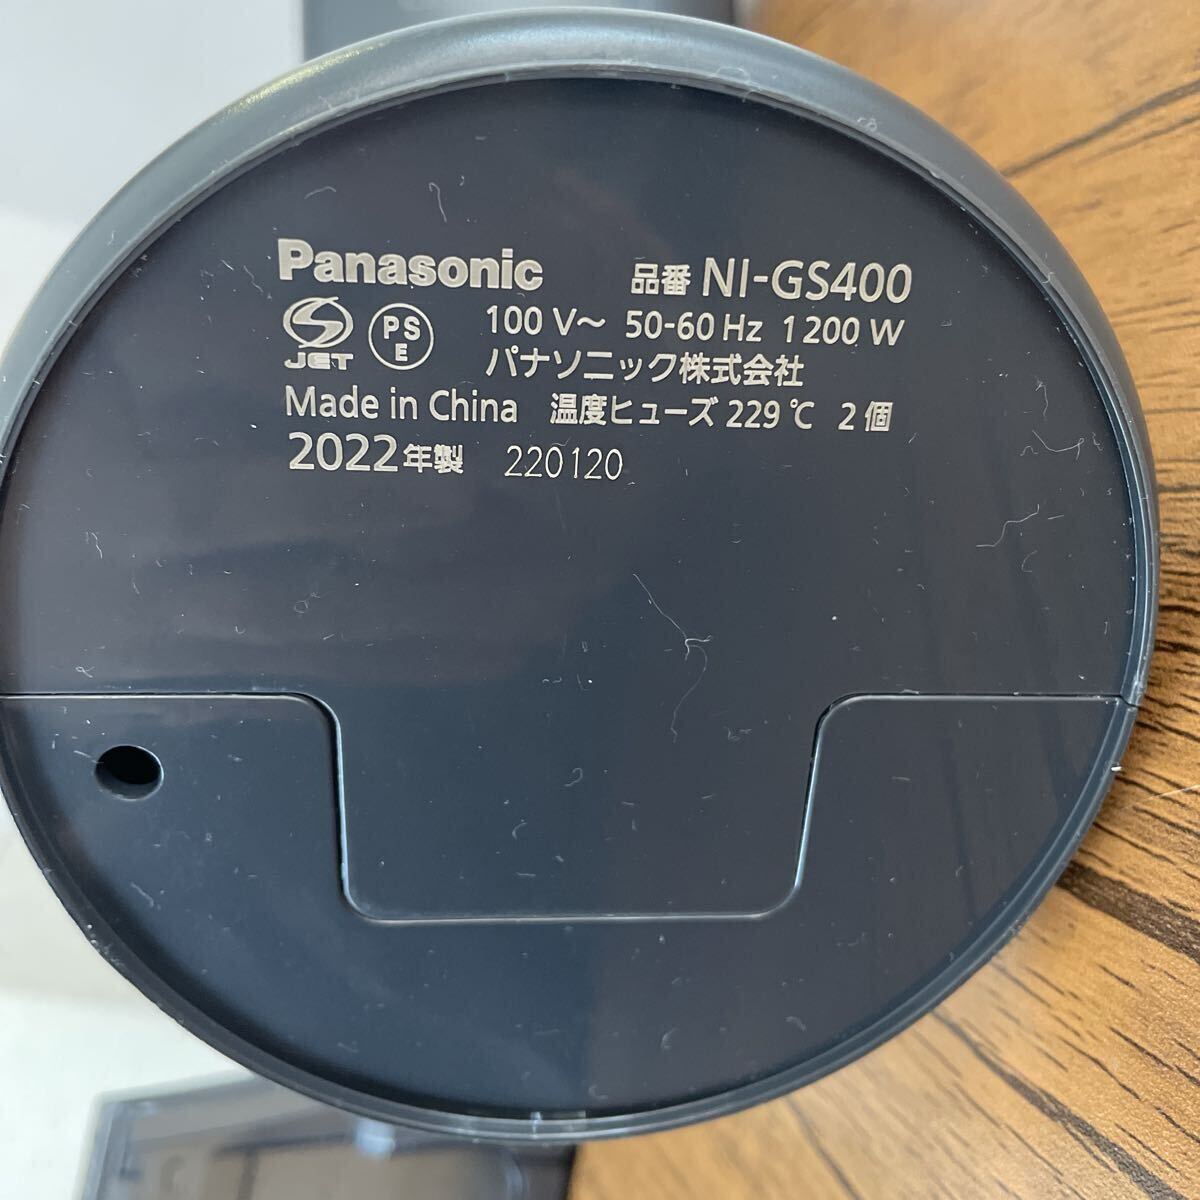 Panasonic 品番 NI-GS400
JET PS E 100 V〜 50-60 Hz 1200 W
パナソニック株式会社
Made in China 温度ヒューズ 229 ℃ 2 個
2022年製 220120